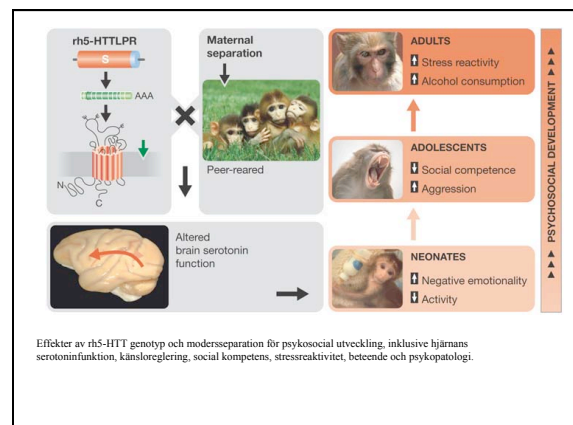 rh5-HTTLPR
S
AAA
N
C
Maternal
separation
Peer-reared
Altered
brain serotonin
function
ADULTS
Stress reactivity
Alcohol consumption
ADOLESCENTS
Social competence
Aggression
NEONATES
Negative emotionality
Activity
PSYCHOSOCIAL DEVELOPMENT
Effekter av rh5-HTT genotyp och modersseparation för psykosocial utveckling, inklusive hjärnans
serotoninfunktion, känsloreglering, social kompetens, stressreaktivitet, beteende och psykopatologi.